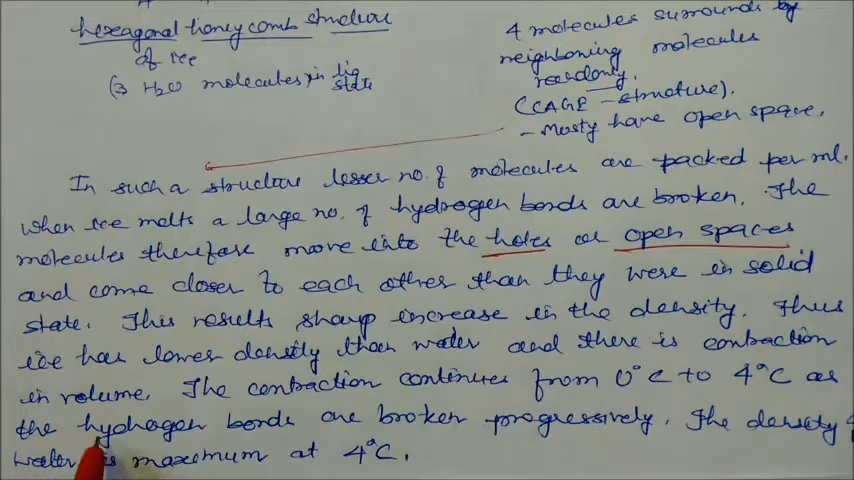 hexagonal honey comb structure
of ice
(3 H2O molecules) in liq
state
4 molecules surrounds by
neighboring molecules
readonly.
(CAGE - structure).
- Mosty have open space.
In such a structure lesser no. of molecules are packed per ml.
when ice melts a large no. of hydrogen bonds are broken. The
molecules therefore move into the holes or open spaces
and come closer to each other than they were in solid
state. This results sharp increase in the density. Thus
ice has lower density than water and there is contraction
in volume. The contraction continues from 0°C to 4°C as
the hydrogen bonds are broken progressively. The density
water is maximum at 4°C.